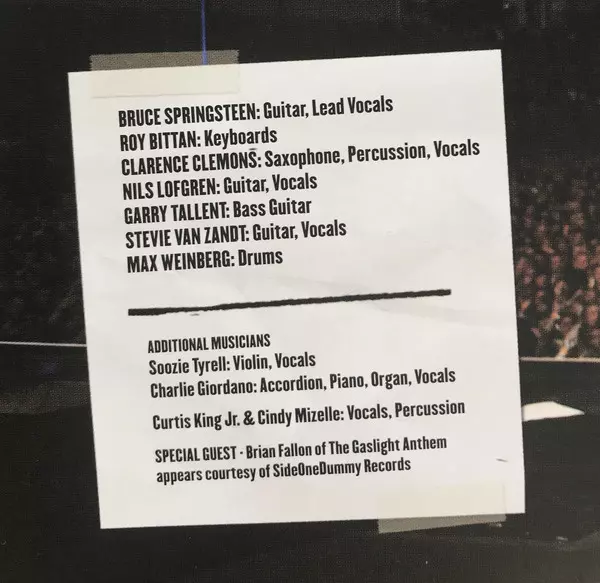 BRUCE SPRINGSTEEN: Guitar, Lead Vocals
ROY BITTAN: Keyboards
CLARENCE CLEMONS: Saxophone, Percussion, Vocals
NILS LOFGREN: Guitar, Vocals
GARRY TALLENT: Bass Guitar
STEVIE VAN ZANDT: Guitar, Vocals
MAX WEINBERG: Drums
ADDITIONAL MUSICIANS
Soozie Tyrell: Violin, Vocals
Charlie Giordano: Accordion, Piano, Organ, Vocals
Curtis King Jr. & Cindy Mizelle: Vocals, Percussion
SPECIAL GUEST · Brian Fallon of The Gaslight Anthem
appears courtesy of SideOneDummy Records